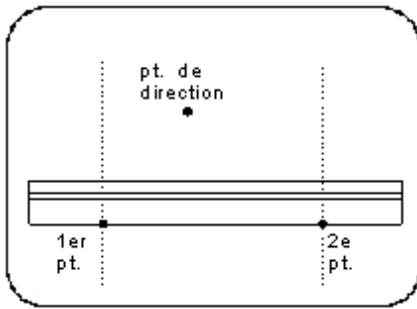 pt. de
direction
1er
pt.
2e
pt.